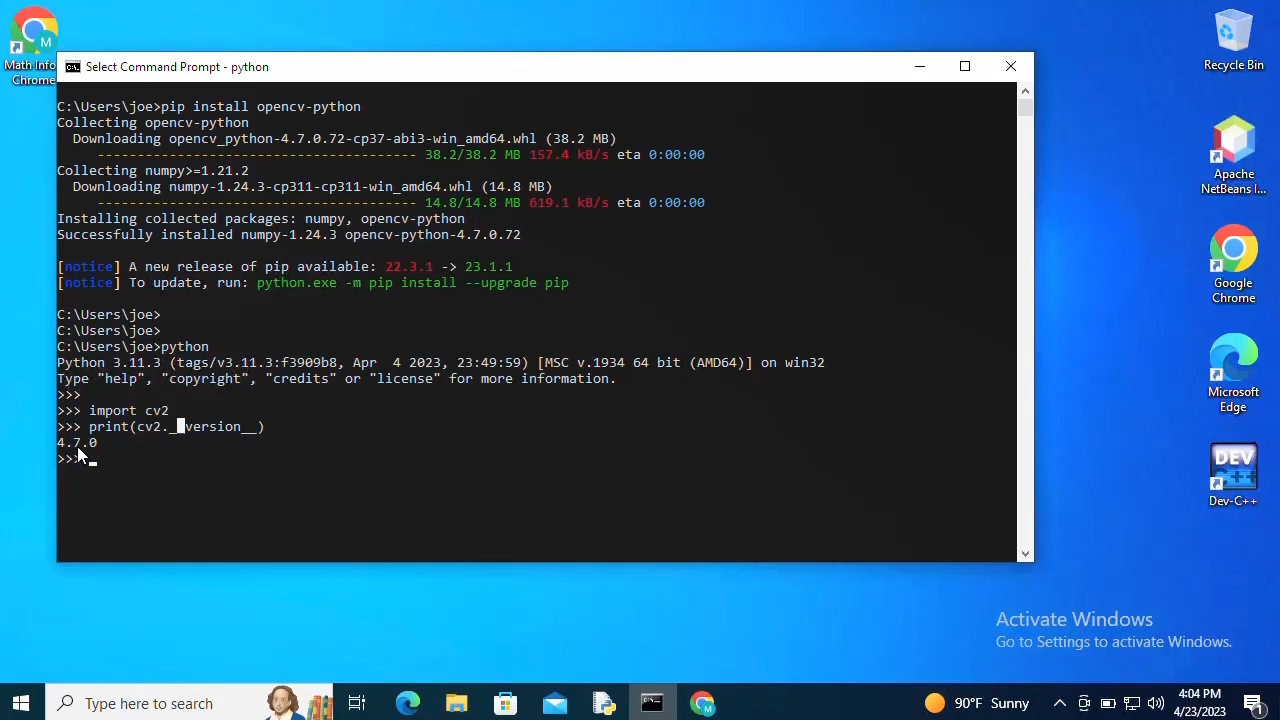 Math Info
Chrome
Select Command Prompt - python
C:\Users\joe>pip install opencv-python
Collecting opencv-python
Downloading opencv_python-4.7.0.72-cp37-abi3-win_amd64.whl (38.2 MB)
---------------------------------------- 38.2/38.2 MB 157.4 kB/s eta 0:00:00
Collecting numpy>=1.21.2
Downloading numpy-1.24.3-cp311-cp311-win_amd64.whl (14.8 MB)
---------------------------------------- 14.8/14.8 MB 619.1 kB/s eta 0:00:00
Installing collected packages: numpy, opencv-python
Successfully installed numpy-1.24.3 opencv-python-4.7.0.72
[notice] A new release of pip available: 22.3.1 -> 23.1.1
[notice] To update, run: python.exe -m pip install --upgrade pip
C:\Users\joe>
C:\Users\joe>
C:\Users\joe>python
Python 3.11.3 (tags/v3.11.3:f3909b8, Apr  4 2023, 23:49:59) [MSC v.1934 64 bit (AMD64)] on win32
Type "help", "copyright", "credits" or "license" for more information.
>>>
>>> import cv2
>>> print(cv2.__version__)
4.7.0
>>>
Recycle Bin
Apache
NetBeans I...
Google
Chrome
Microsoft
Edge
DEV
C++
Dev-C++
Activate Windows
Go to Settings to activate Windows.
Type here to search
90°F Sunny
4:04 PM
4/23/2023
1